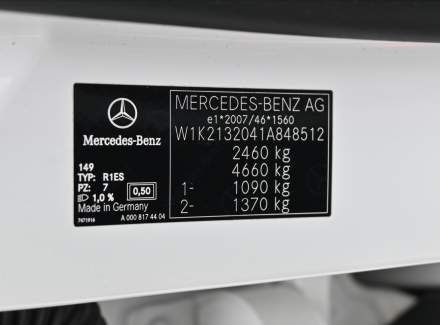 MERCEDES-BENZ AG
e1*2007/46*1560
W1K2132041A848512
2460 kg
4660 kg
1- 1090 kg
2- 1370 kg
Mercedes-Benz
149
TYP: R1ES
PZ: 7
0,50
1,0 %
Made in Germany
A 000 817 44 04